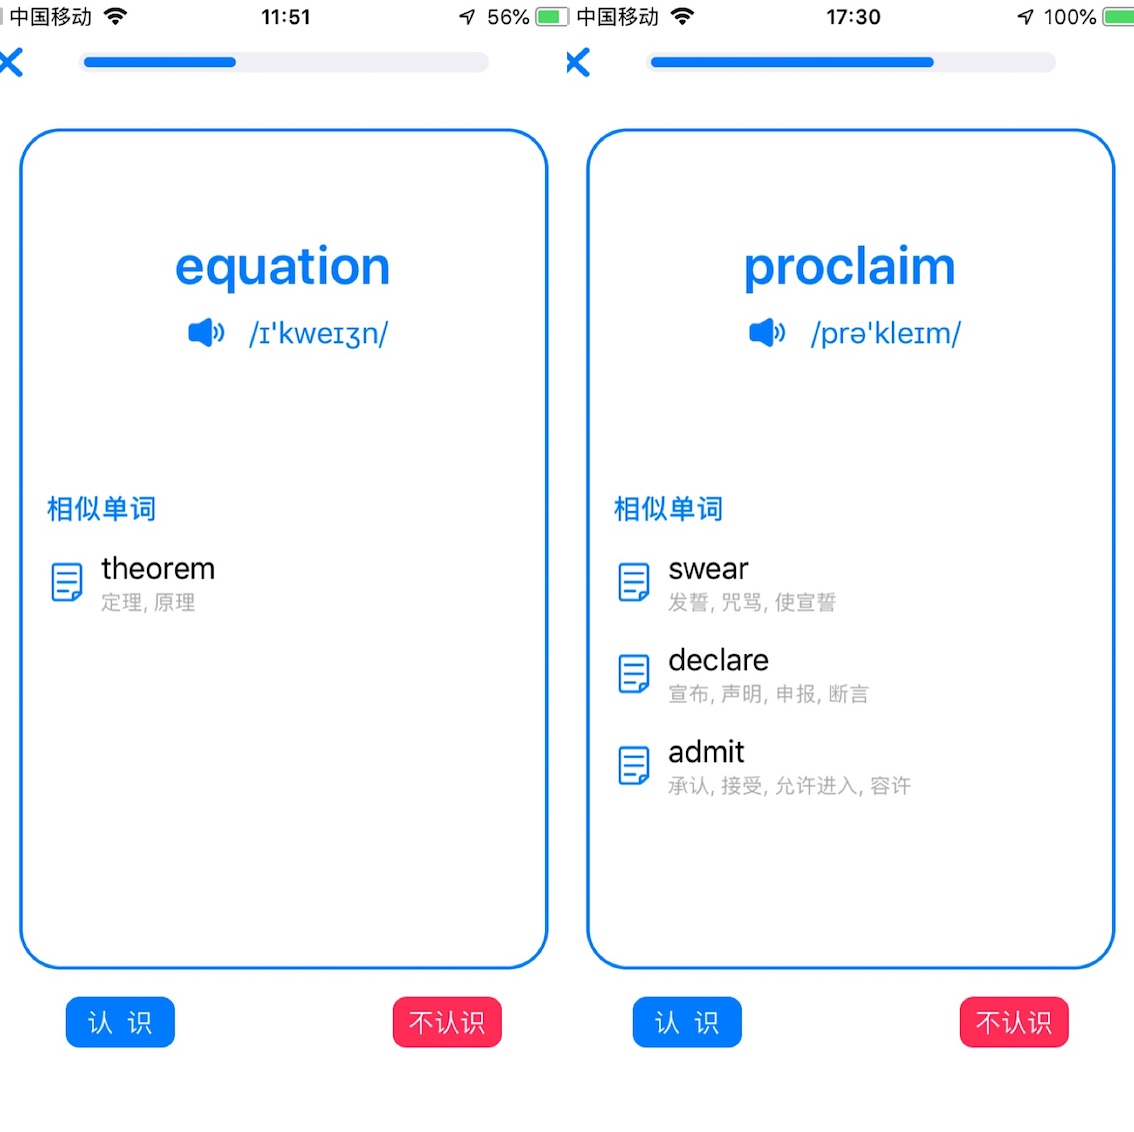 中国移动 11:51 56%
equation
/ɪ'kweɪʒn/
相似单词
theorem
定理, 原理
认 识 不认识
中国移动 17:30 100%
proclaim
/prə'kleɪm/
相似单词
swear
发誓, 咒骂, 使宣誓
declare
宣布, 声明, 申报, 断言
admit
承认, 接受, 允许进入, 容许
认 识 不认识